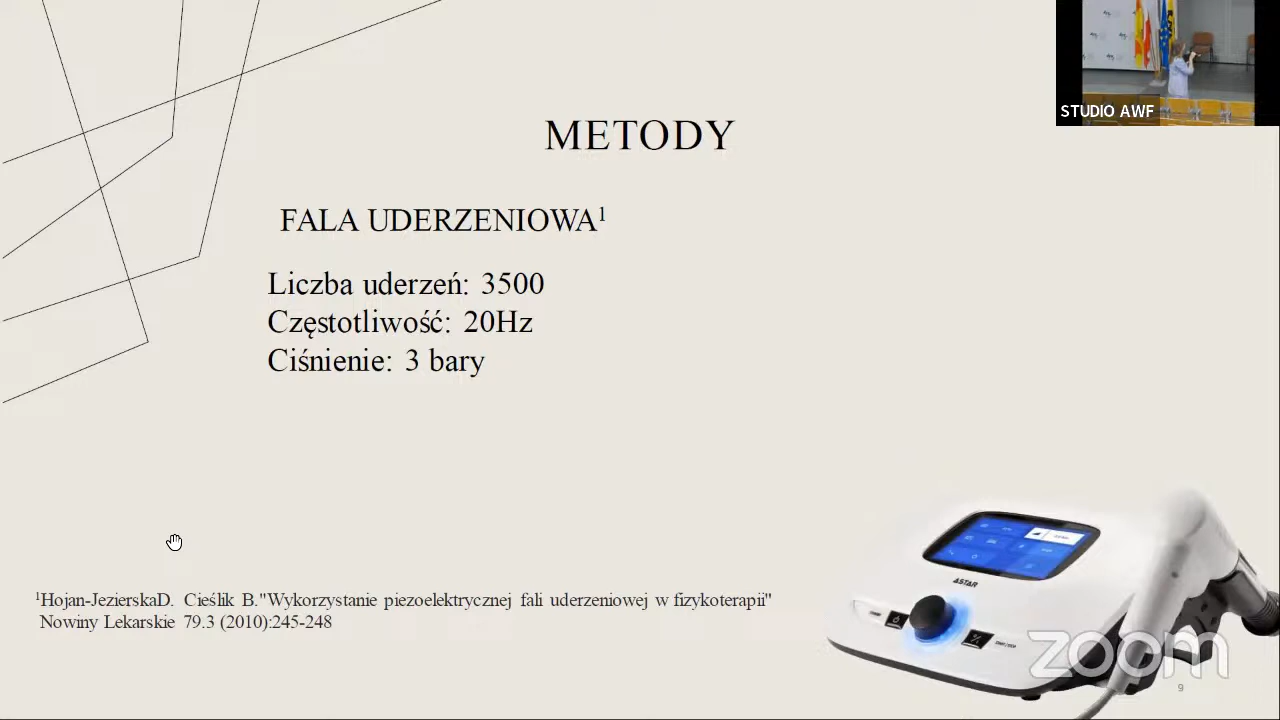 STUDIO AWF
METODY
FALA UDERZENIOWA¹
Liczba uderzeń: 3500
Częstotliwość: 20Hz
Ciśnienie: 3 bary
¹Hojan-JezierskaD. Cieślik B."Wykorzystanie piezoelektrycznej fali uderzeniowej w fizykoterapii"
Nowiny Lekarskie 79.3 (2010):245-248
ASTAR
zoom
9